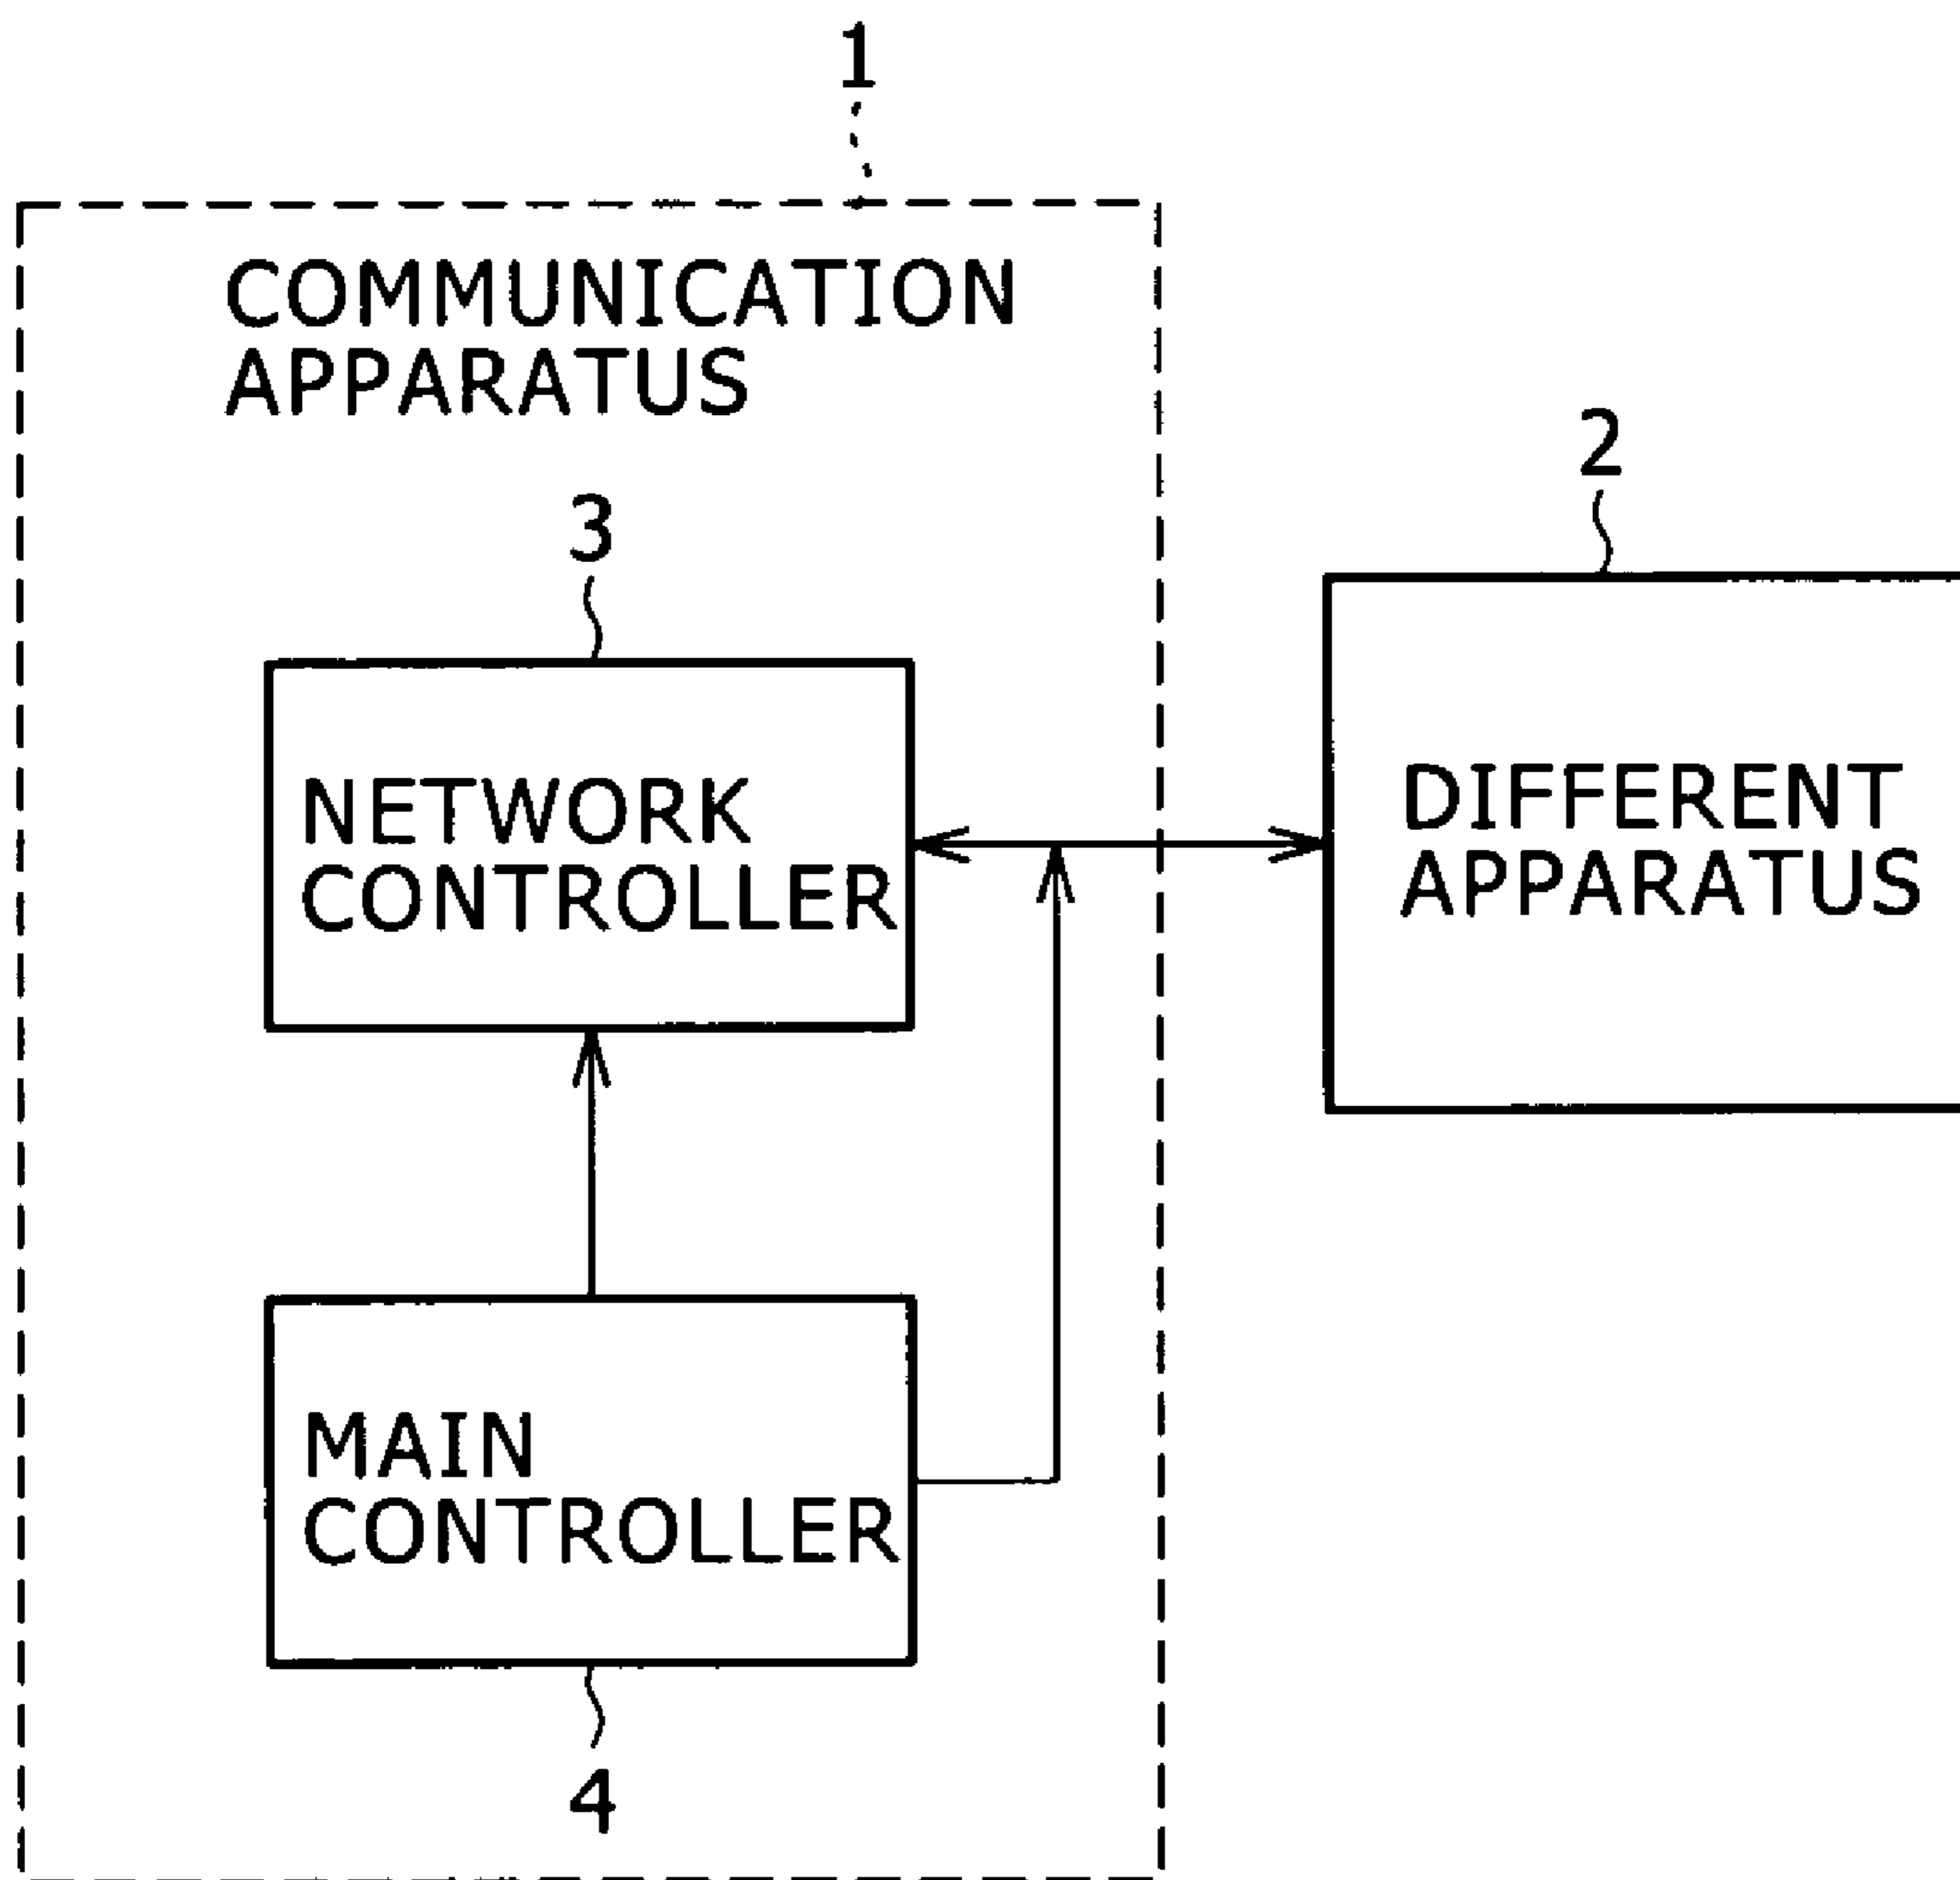 1
COMMUNICATION
APPARATUS
2
3
NETWORK
CONTROLLER
DIFFERENT
APPARATUS
MAIN
CONTROLLER
4